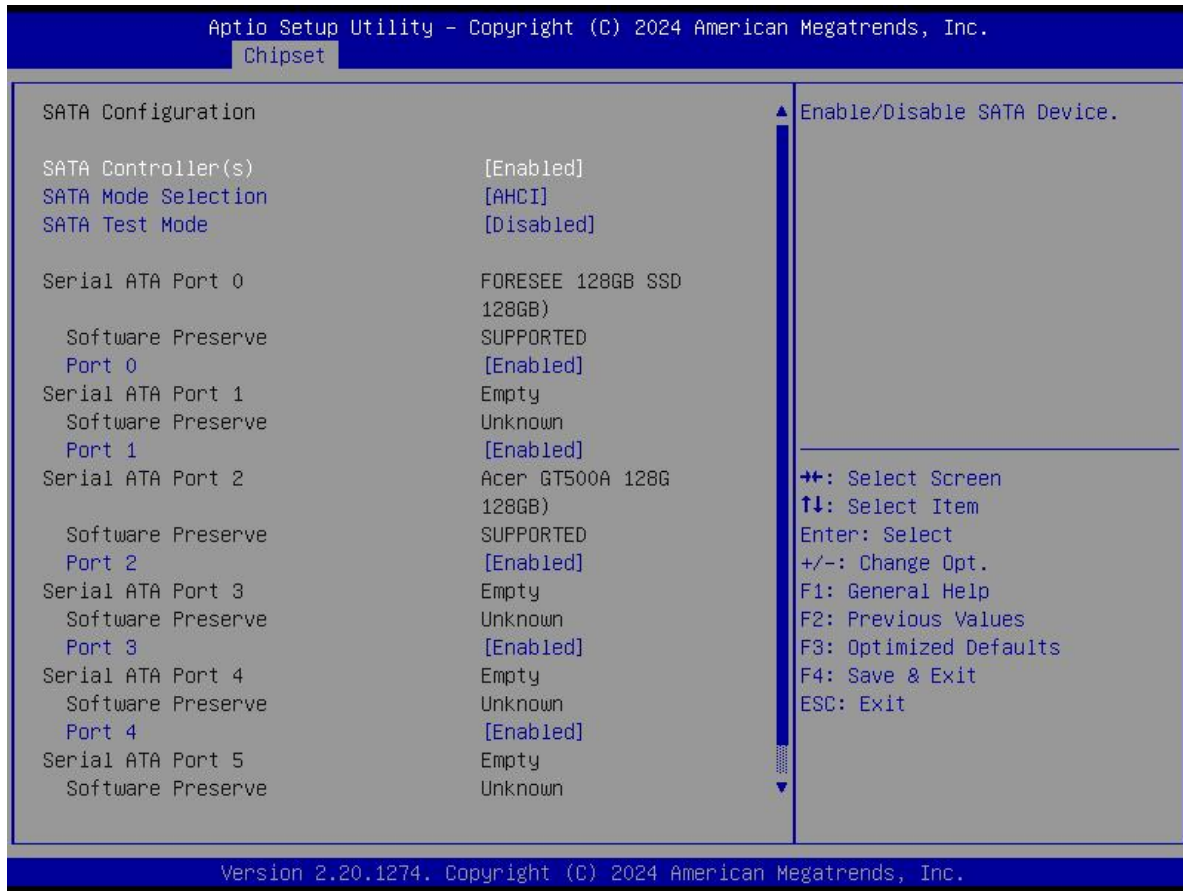 Aptio Setup Utility – Copyright (C) 2024 American Megatrends, Inc.
Chipset
SATA Configuration
SATA Controller(s) [Enabled]
SATA Mode Selection [AHCI]
SATA Test Mode [Disabled]
Serial ATA Port 0 FORESEE 128GB SSD
128GB)
Software Preserve SUPPORTED
Port 0 [Enabled]
Serial ATA Port 1 Empty
Software Preserve Unknown
Port 1 [Enabled]
Serial ATA Port 2 Acer GT500A 128G
128GB)
Software Preserve SUPPORTED
Port 2 [Enabled]
Serial ATA Port 3 Empty
Software Preserve Unknown
Port 3 [Enabled]
Serial ATA Port 4 Empty
Software Preserve Unknown
Port 4 [Enabled]
Serial ATA Port 5 Empty
Software Preserve Unknown
Enable/Disable SATA Device.
→←: Select Screen
↑↓: Select Item
Enter: Select
+/-: Change Opt.
F1: General Help
F2: Previous Values
F3: Optimized Defaults
F4: Save & Exit
ESC: Exit
Version 2.20.1274. Copyright (C) 2024 American Megatrends, Inc.